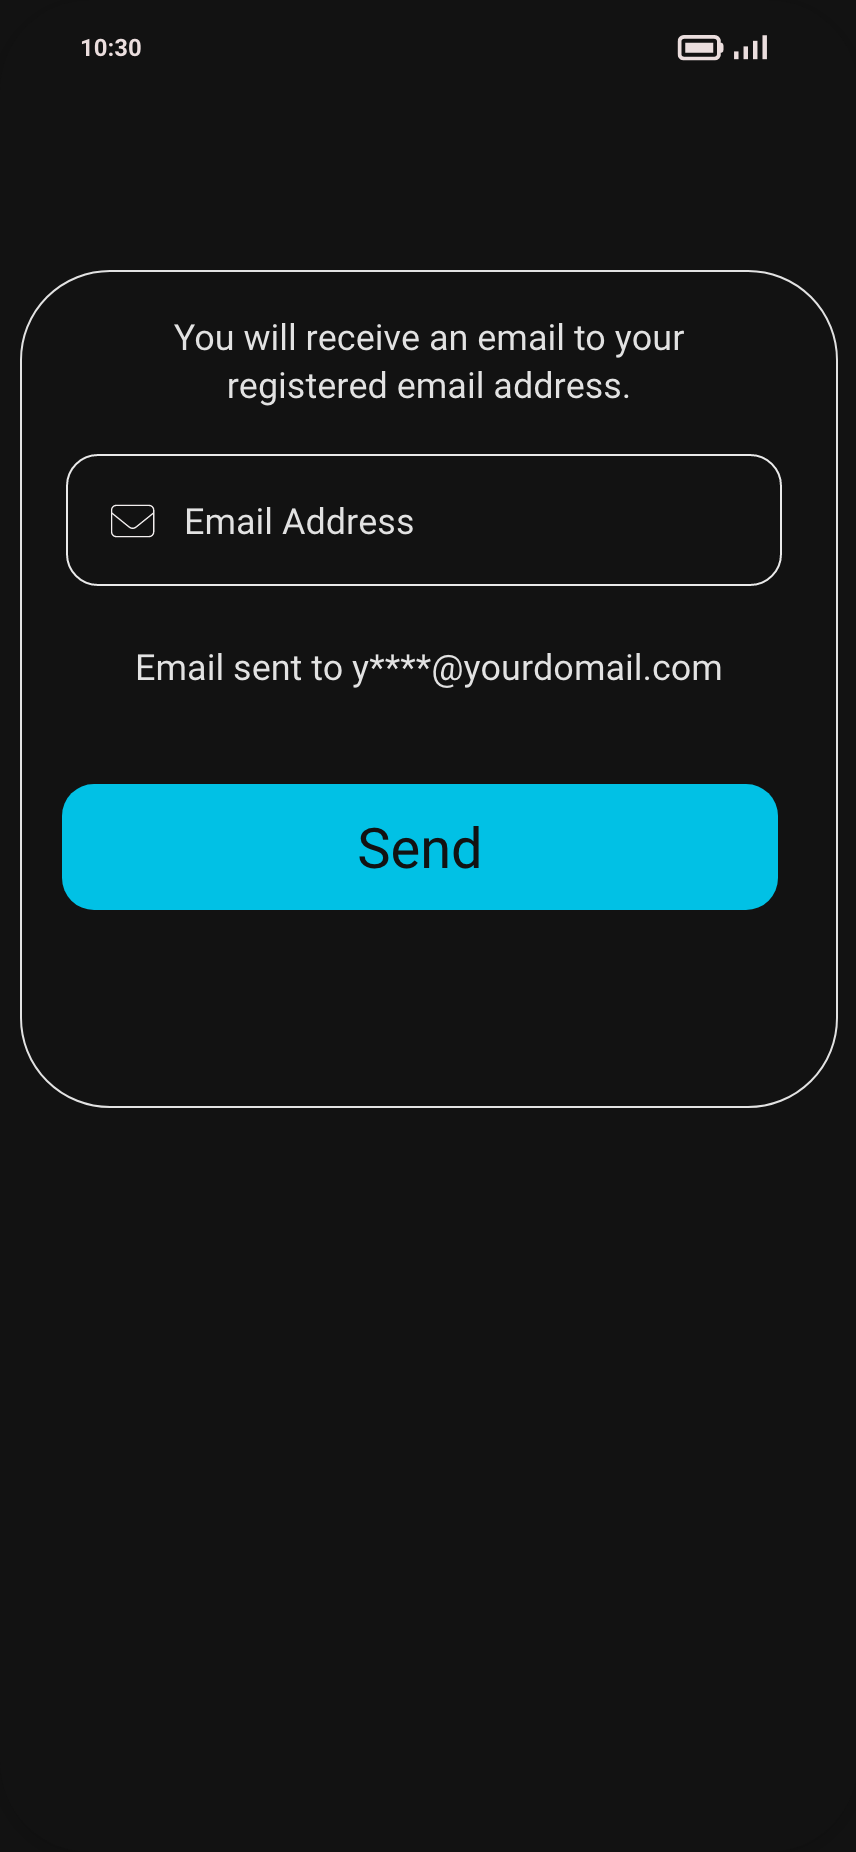 10:30
You will receive an email to your
registered email address.
Email Address
Email sent to y****@yourdomail.com
Send